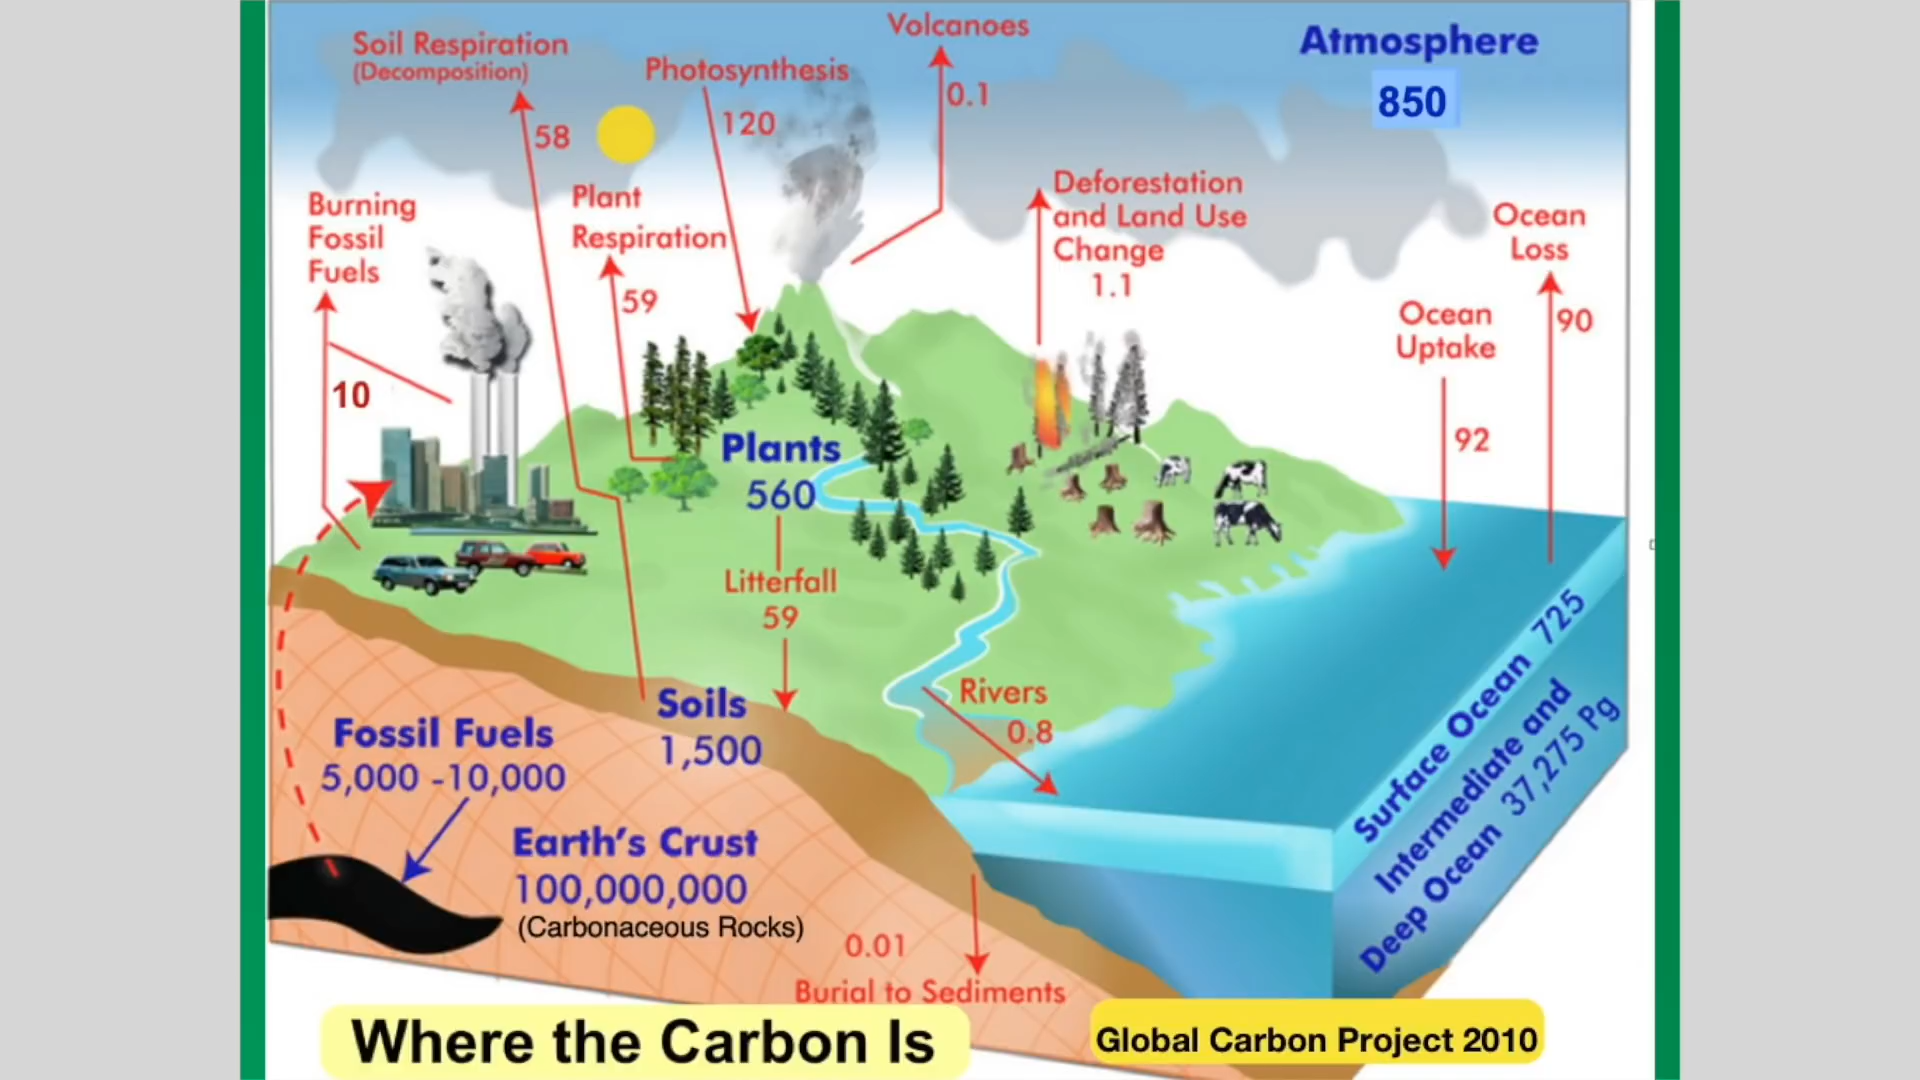 Soil Respiration
(Decomposition)
58
Photosynthesis
120
Volcanoes
0.1
Atmosphere
850
Burning
Fossil
Fuels
10
Plant
Respiration
59
Deforestation
and Land Use
Change
1.1
Ocean
Loss
90
Ocean
Uptake
92
Plants
560
Litterfall
59
Soils
1,500
Rivers
0.8
Fossil Fuels
5,000 -10,000
Earth's Crust
100,000,000
(Carbonaceous Rocks)
Surface Ocean 725
Intermediate and
Deep Ocean 37,275 Pg
0.01
Burial to Sediments
Where the Carbon Is
Global Carbon Project 2010